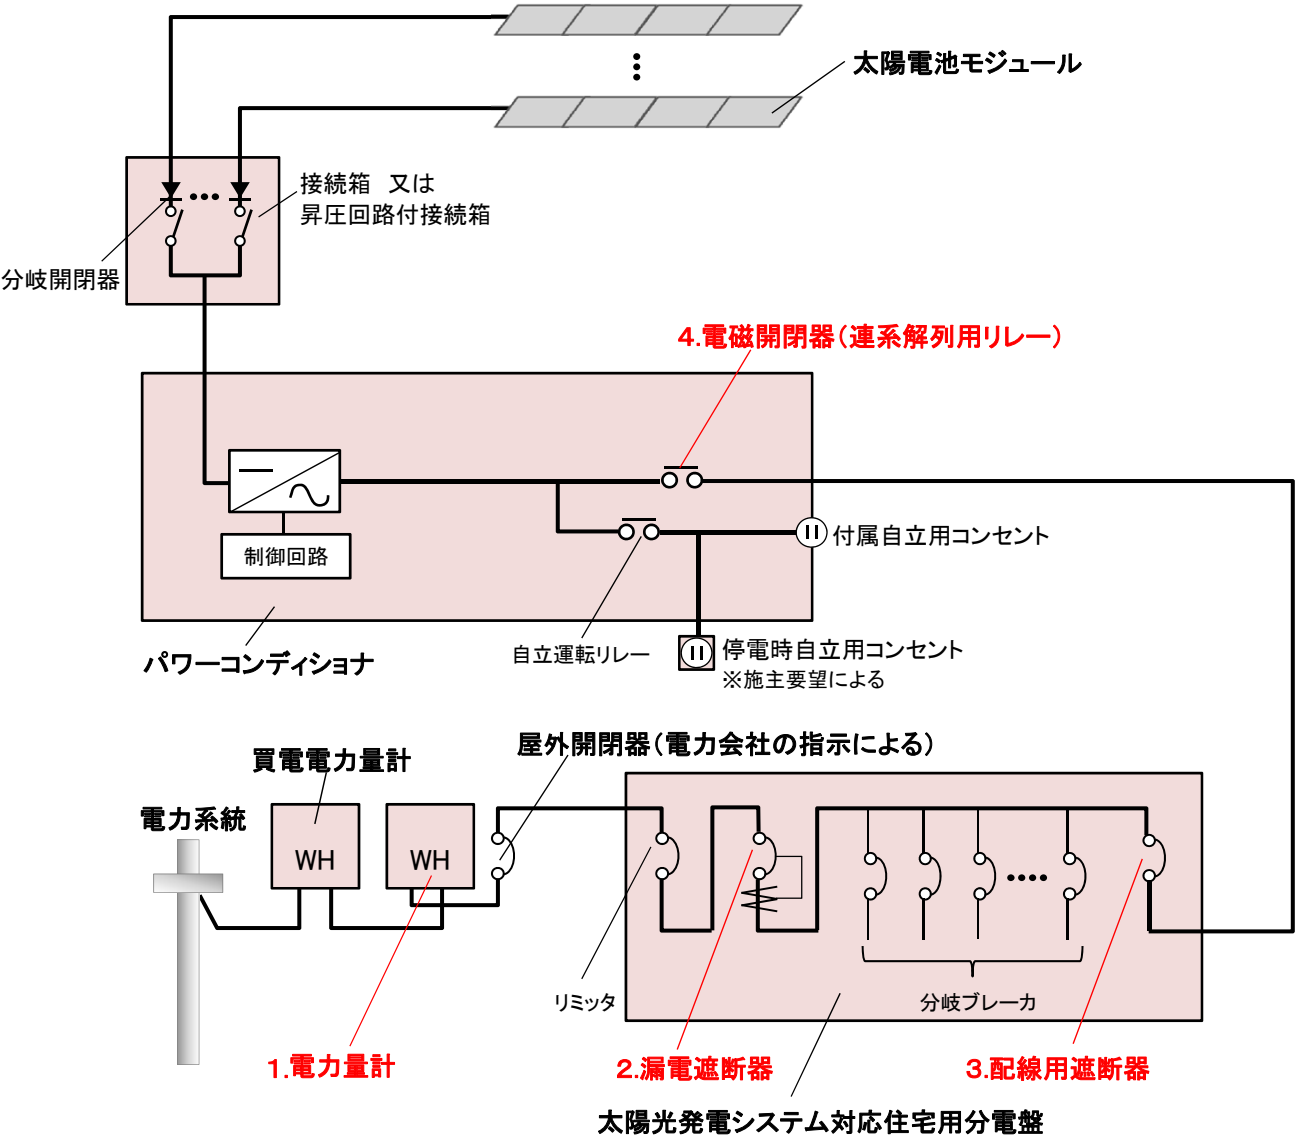 太陽電池モジュール
接続箱　又は
昇圧回路付接続箱
分岐開閉器
4.電磁開閉器(連系解列用リレー)
制御回路
付属自立用コンセント
自立運転リレー
停電時自立用コンセント
※施主要望による
パワーコンディショナ
屋外開閉器(電力会社の指示による)
買電電力量計
電力系統
WH
WH
リミッタ
分岐ブレーカ
1.電力量計
2.漏電遮断器
3.配線用遮断器
太陽光発電システム対応住宅用分電盤